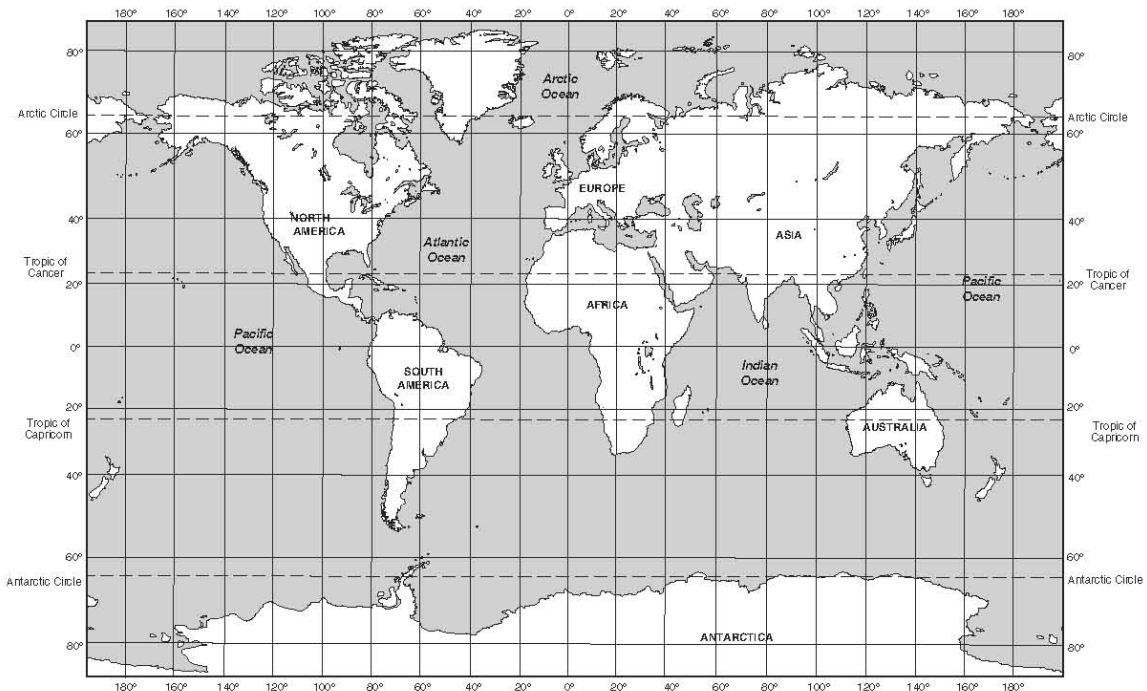 180° 160° 140° 120° 100° 80° 60° 40° 20° 0° 20° 40° 60° 80° 100° 120° 140° 160° 180°
80° 80°
Arctic
Ocean
Arctic Circle Arctic Circle
60° 60°
EUROPE
NORTH
AMERICA
40° 40°
ASIA
Atlantic
Ocean
Tropic of
Cancer
Tropic of
Cancer
20° 20°
Pacific
Ocean
AFRICA
Pacific
Ocean
0° 0°
Indian
Ocean
SOUTH
AMERICA
20° 20°
Tropic of
Capricorn
AUSTRALIA
Tropic of
Capricorn
40° 40°
60° 60°
Antarctic Circle Antarctic Circle
ANTARCTICA
80° 80°
180° 160° 140° 120° 100° 80° 60° 40° 20° 0° 20° 40° 60° 80° 100° 120° 140° 160° 180°